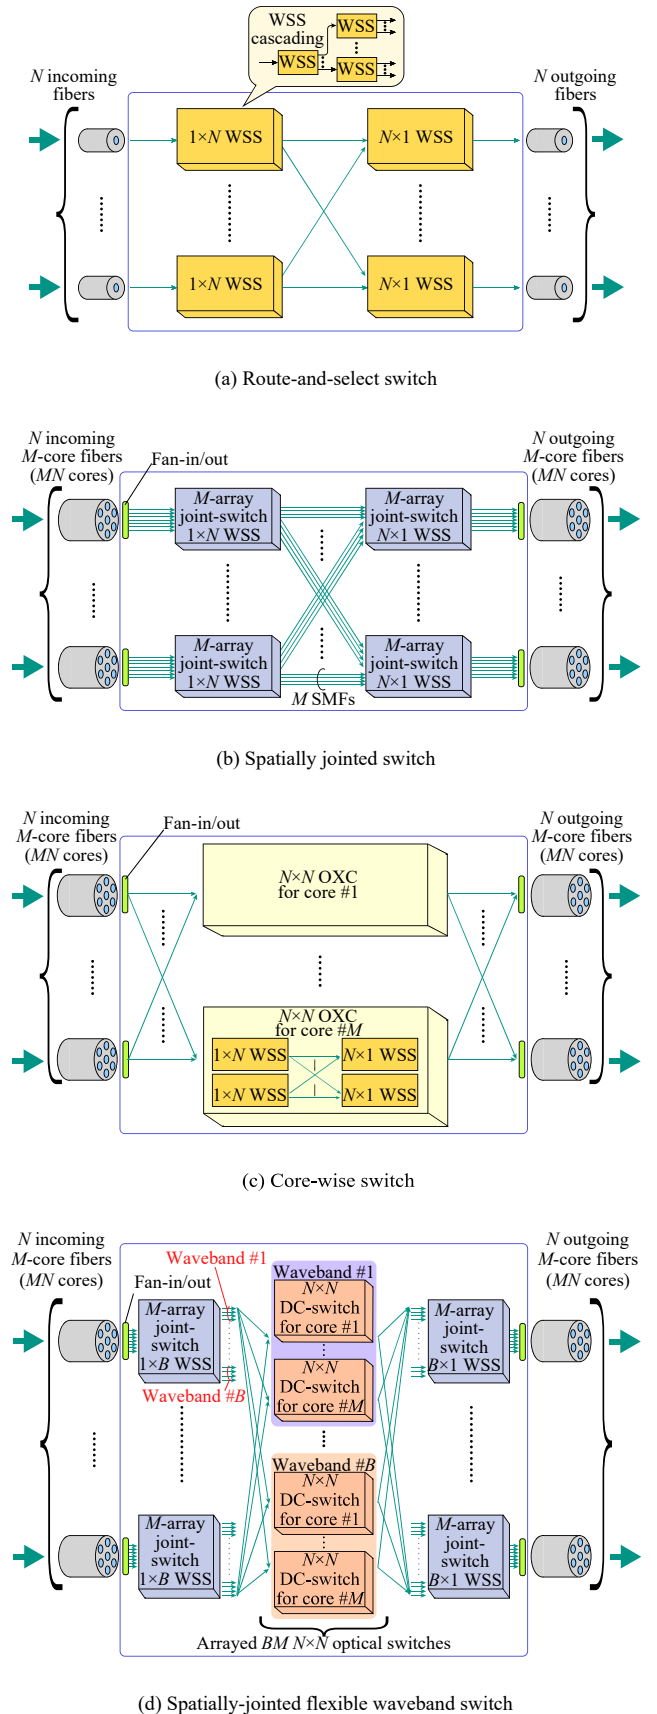 WSS
cascading
WSS
WSS
WSS
N incoming
fibers
N outgoing
fibers
1×N WSS
N×1 WSS
1×N WSS
N×1 WSS
(a) Route-and-select switch
N incoming
M-core fibers
(MN cores)
Fan-in/out
N outgoing
M-core fibers
(MN cores)
M-array
joint-switch
1×N WSS
M-array
joint-switch
N×1 WSS
M-array
joint-switch
1×N WSS
M-array
joint-switch
N×1 WSS
M SMFs
(b) Spatially jointed switch
N incoming
M-core fibers
(MN cores)
Fan-in/out
N outgoing
M-core fibers
(MN cores)
N×N OXC
for core #1
N×N OXC
for core #M
1×N WSS
N×1 WSS
1×N WSS
N×1 WSS
(c) Core-wise switch
N incoming
M-core fibers
(MN cores)
Waveband #1
Fan-in/out
N outgoing
M-core fibers
(MN cores)
M-array
joint-
switch
1×B WSS
Waveband #B
Waveband #1
N×N
DC-switch
for core #1
N×N
DC-switch
for core #M
M-array
joint-
switch
B×1 WSS
Waveband #B
N×N
DC-switch
for core #1
N×N
DC-switch
for core #M
M-array
joint-
switch
1×B WSS
M-array
joint-
switch
B×1 WSS
Arrayed BM N×N optical switches
(d) Spatially-jointed flexible waveband switch